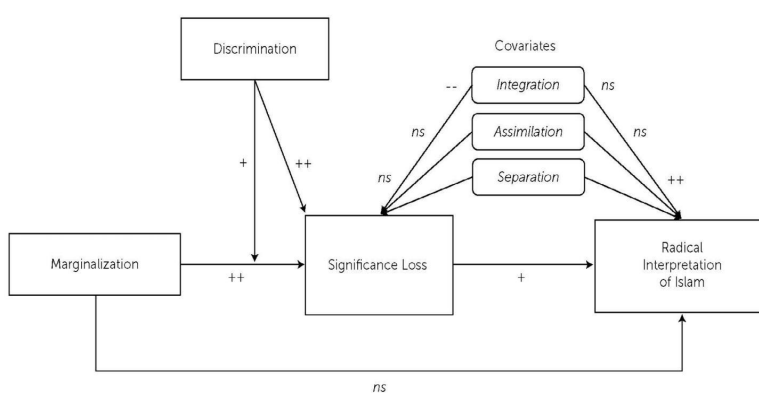 Discrimination
Covariates
-- Integration ns
ns Assimilation ns
+ ++
ns Separation ++
Marginalization
++
Significance Loss
+
Radical
Interpretation
of Islam
ns